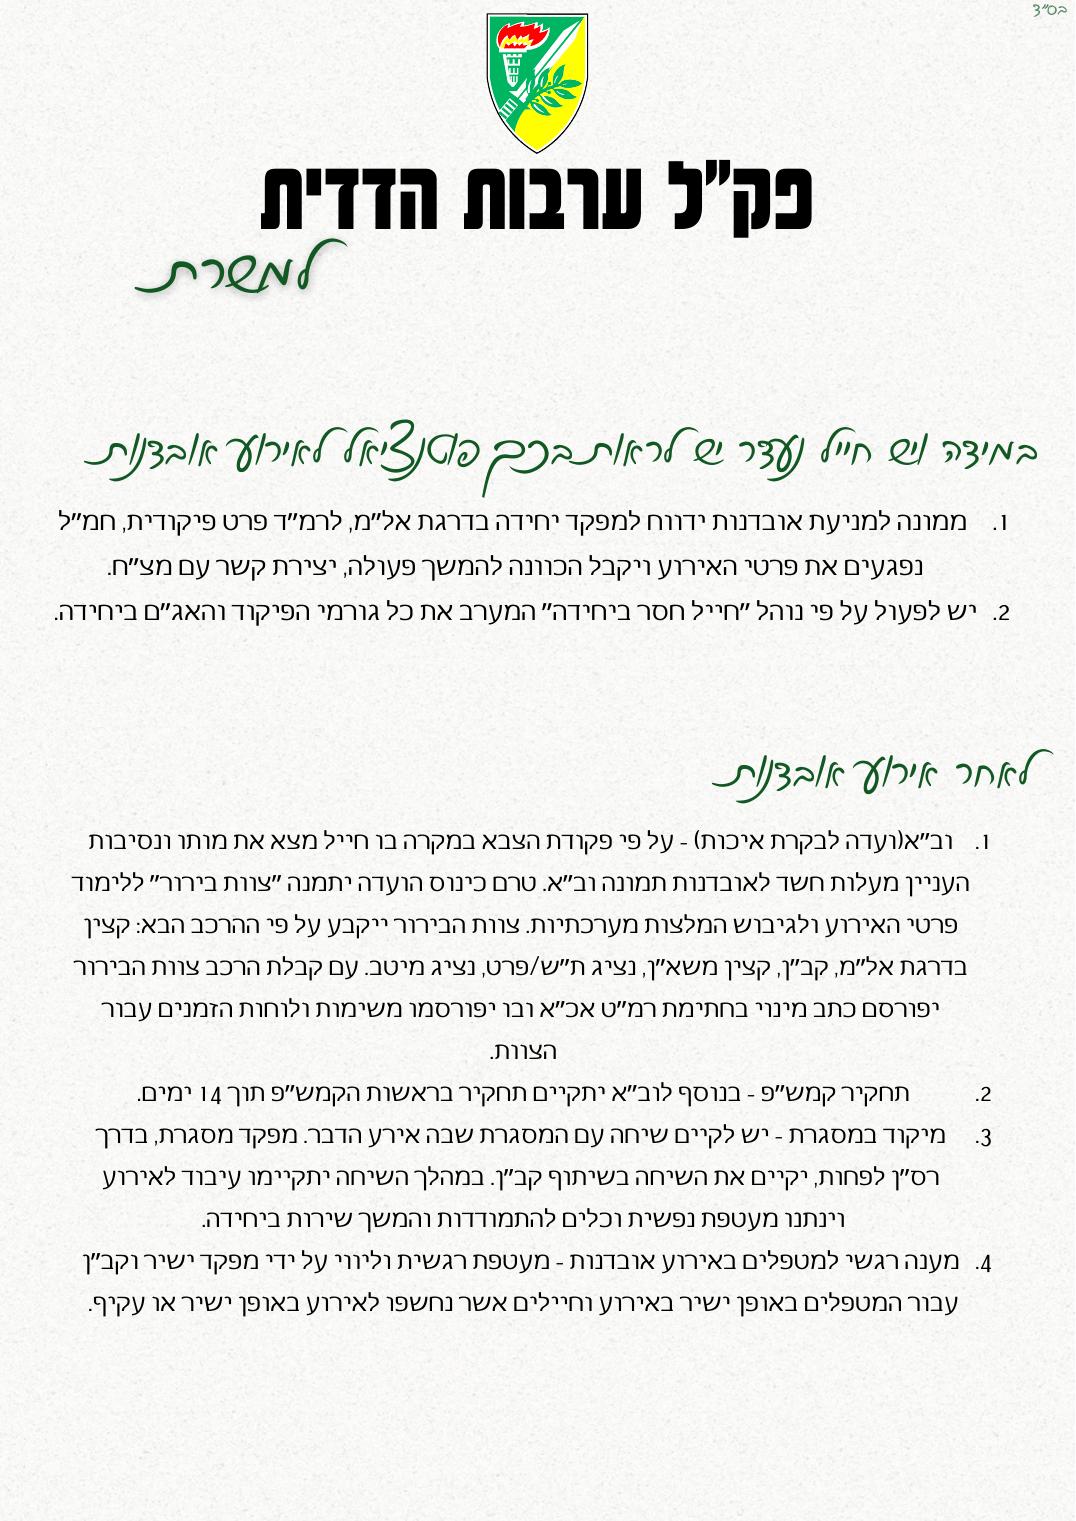 בס"ד
פק"ל ערבות הדדית
למשרת
במידה ויש חייל נעדר יש לראות בכך פוטנציאל לאירוע אובדנות
1. ממונה למניעת אובדנות ידווח למפקד יחידה בדרגת אל"מ, לרמ"ד פרט פיקודית, חמ"ל
נפגעים את פרטי האירוע ויקבל הכוונה להמשך פעולה, יצירת קשר עם מצ"ח.
2. יש לפעול על פי נוהל "חייל חסר ביחידה" המערב את כל גורמי הפיקוד והאג"ם ביחידה.
לאחר אירוע אובדנות
1. וב"א(ועדה לבקרת איכות) - על פי פקודת הצבא במקרה בו חייל מצא את מותו ונסיבות
העניין מעלות חשד לאובדנות תמונה וב"א. טרם כינוס הועדה יתמנה "צוות בירור" ללימוד
פרטי האירוע ולגיבוש המלצות מערכתיות. צוות הבירור ייקבע על פי ההרכב הבא: קצין
בדרגת אל"מ, קב"ן, קצין משא"ן, נציג ת"ש/פרט, נציג מיטב. עם קבלת הרכב צוות הבירור
יפורסם כתב מינוי בחתימת רמ"ט אכ"א ובו יפורסמו משימות ולוחות הזמנים עבור
הצוות.
2. תחקיר קמש"פ - בנוסף לוב"א יתקיים תחקיר בראשות הקמש"פ תוך 14 ימים.
3. מיקוד במסגרת - יש לקיים שיחה עם המסגרת שבה אירע הדבר. מפקד מסגרת, בדרך
רס"ן לפחות, יקיים את השיחה בשיתוף קב"ן. במהלך השיחה יתקיימו עיבוד לאירוע
וינתנו מעטפת נפשית וכלים להתמודדות והמשך שירות ביחידה.
4. מענה רגשי למטפלים באירוע אובדנות - מעטפת רגשית וליווי על ידי מפקד ישיר וקב"ן
עבור המטפלים באופן ישיר באירוע וחיילים אשר נחשפו לאירוע באופן ישיר או עקיף.